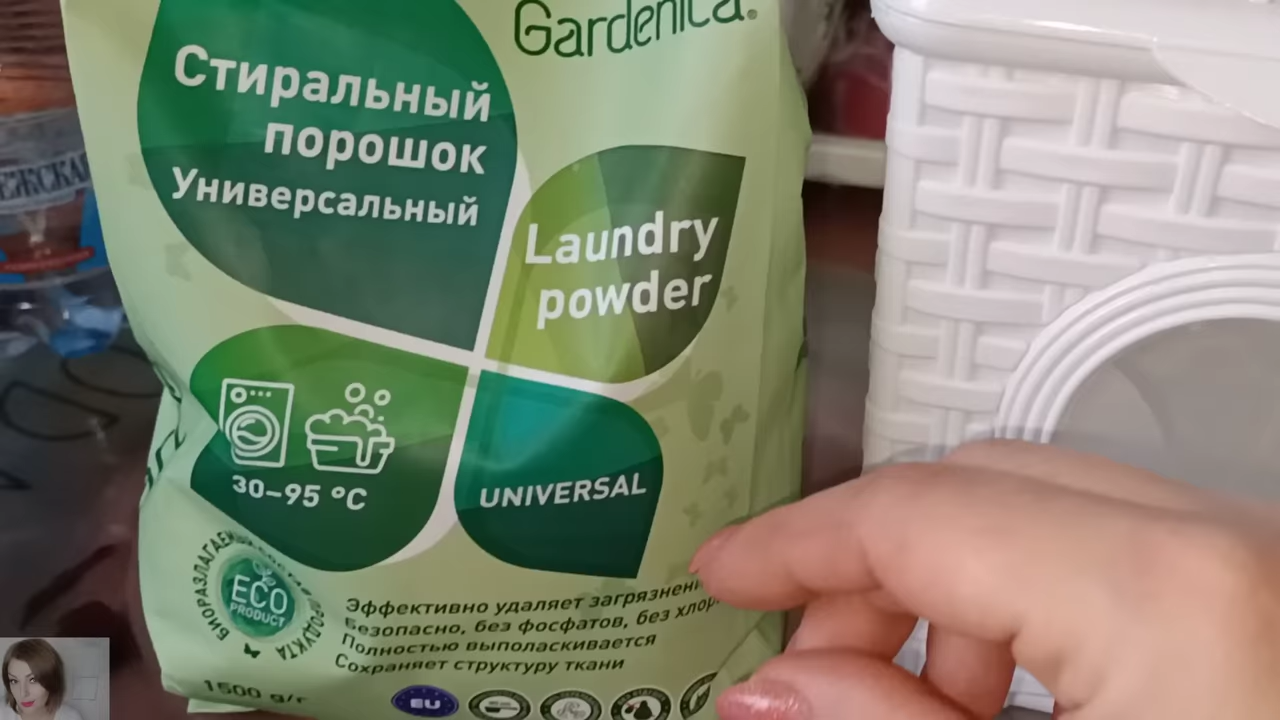 Gardenica®
Стиральный
порошок
Универсальный
Laundry
powder
30–95 °C
UNIVERSAL
ECO
PRODUCT
Эффективно удаляет
Безопасно, без фосфатов, без
Полностью выполаскивается
Сохраняет структуру ткани
1500 g/г
EU